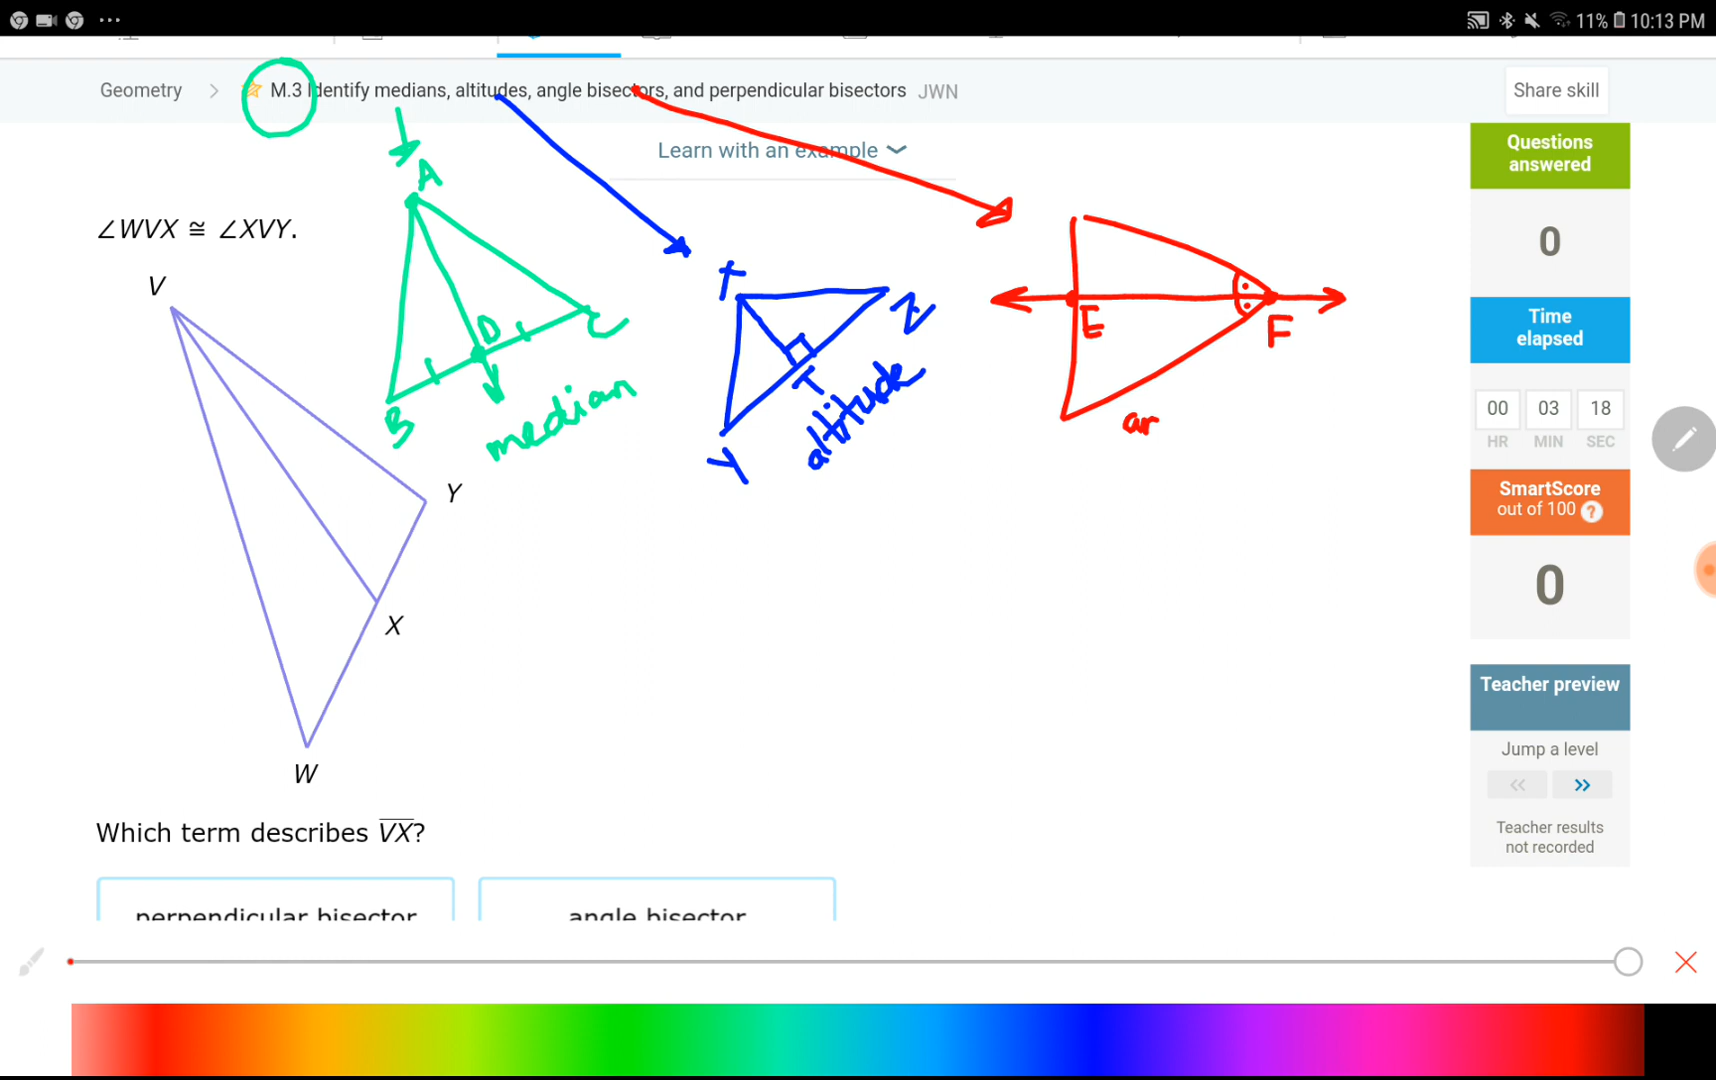 11% 10:13 PM
Geometry > M.3 Identify medians, altitudes, angle bisectors, and perpendicular bisectors JWN
Share skill
Learn with an example
Questions answered
0
Time elapsed
00 03 18
HR MIN SEC
SmartScore
out of 100 ?
0
Teacher preview
Jump a level
<< >>
Teacher results
not recorded
∠WVX ≅ ∠XVY.
V
Y
X
W
A
B
D
C
median
Z
Y
altitude
E
F
Which term describes VX?
perpendicular bisector
angle bisector